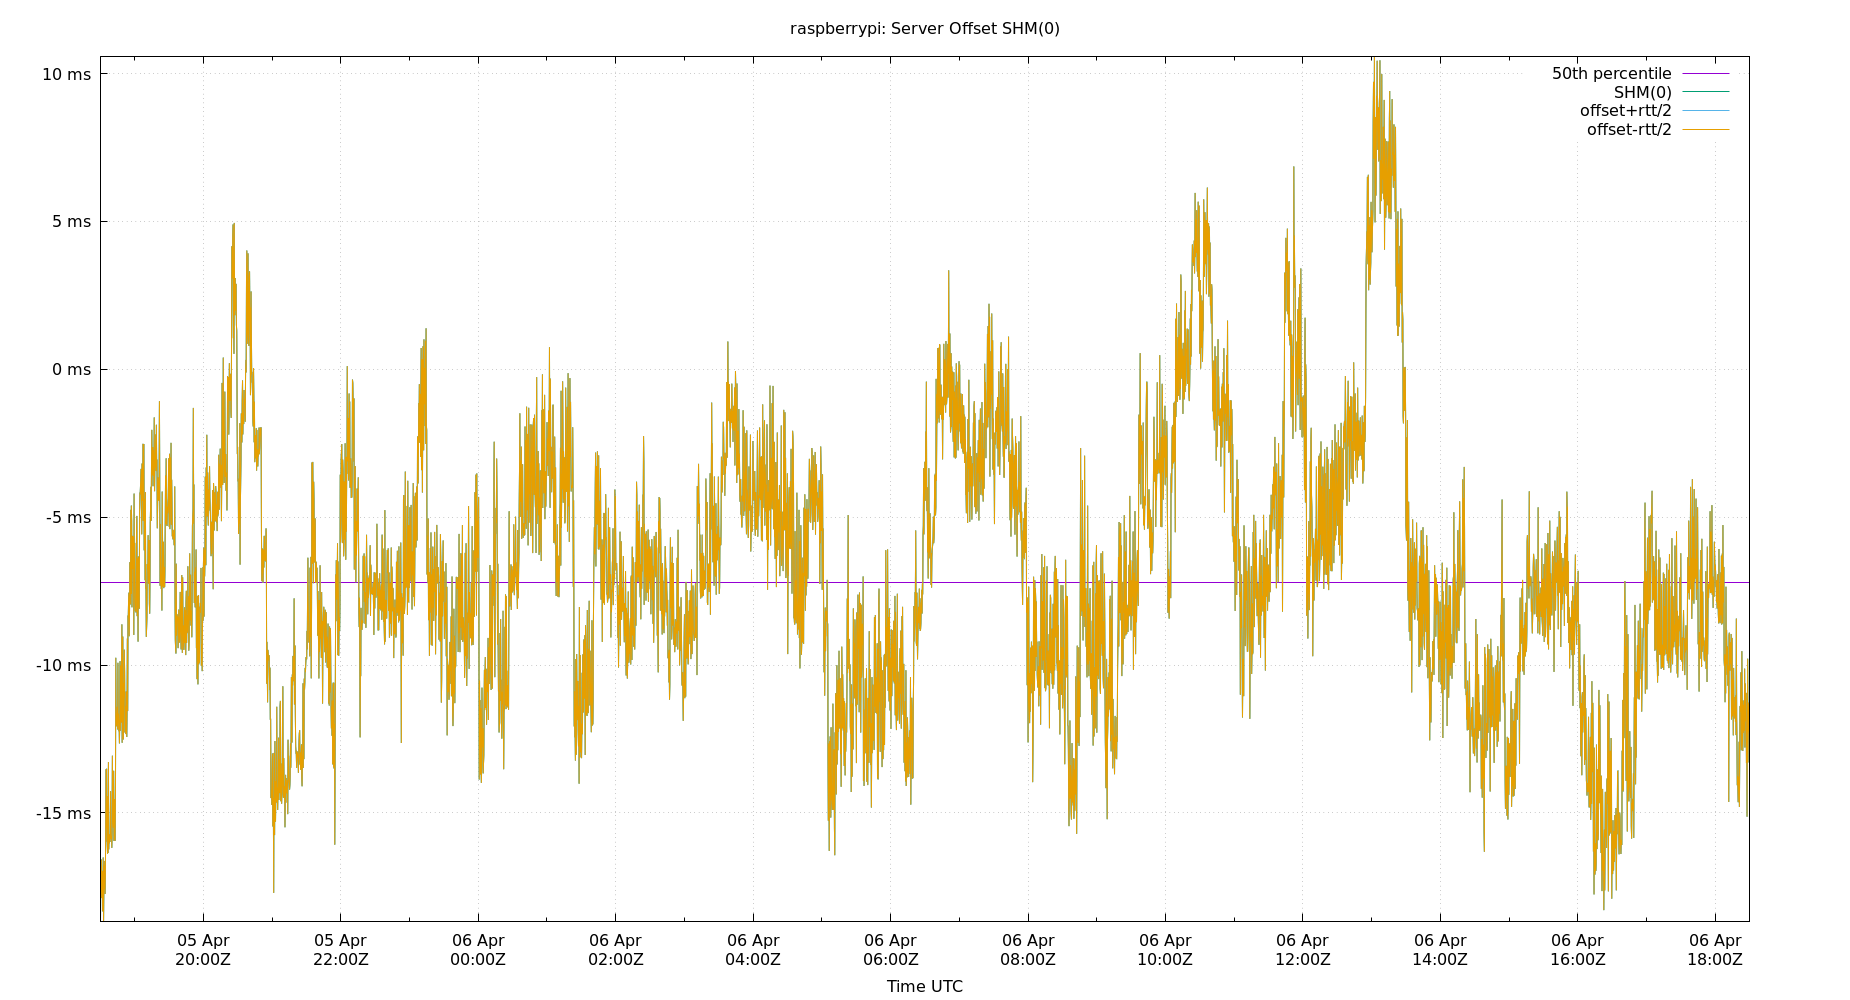 raspberrypi: Server Offset SHM(0)
10 ms
5 ms
0 ms
-5 ms
-10 ms
-15 ms
50th percentile
SHM(0)
offset+rtt/2
offset-rtt/2
05 Apr 05 Apr 06 Apr 06 Apr 06 Apr 06 Apr 06 Apr 06 Apr 06 Apr 06 Apr 06 Apr 06 Apr
20:00Z 22:00Z 00:00Z 02:00Z 04:00Z 06:00Z 08:00Z 10:00Z 12:00Z 14:00Z 16:00Z 18:00Z
Time UTC